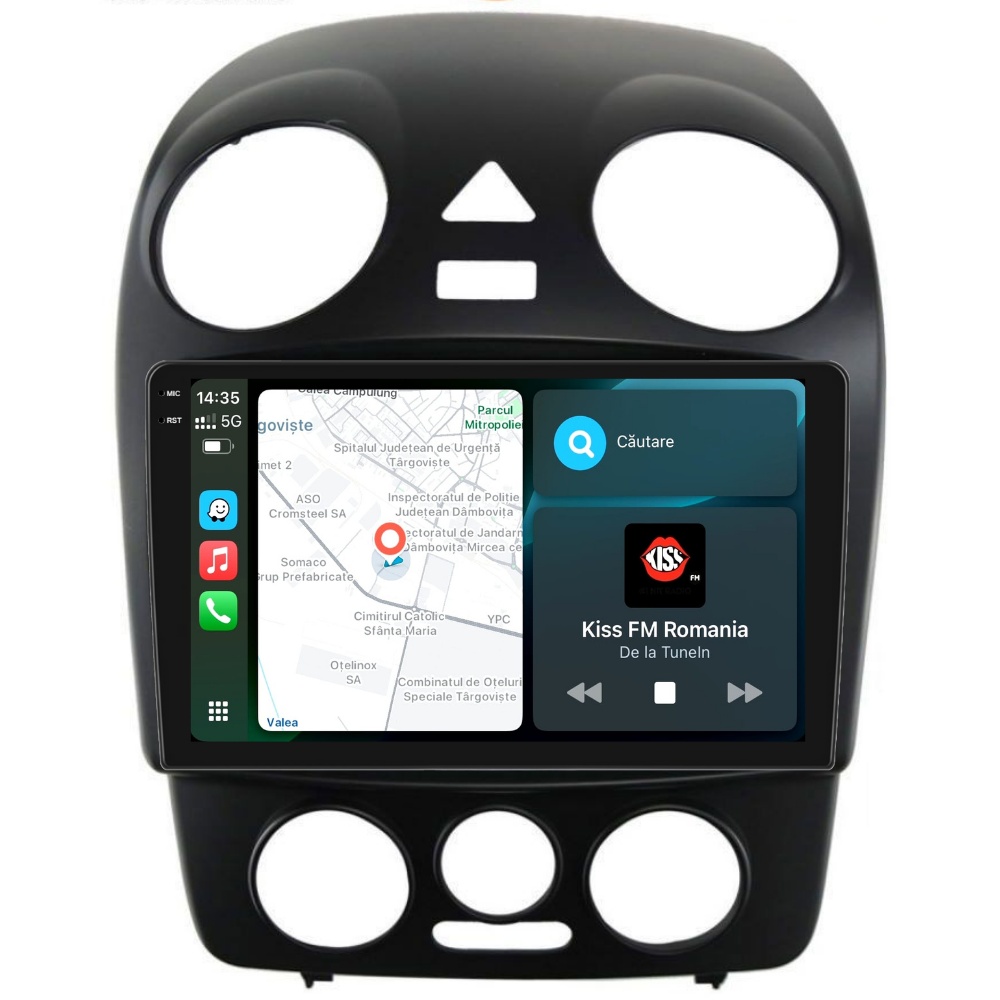 MIC
RST
14:35
5G
Calea Câmpulung
goviște
Parcul
Mitropoliei
Spitalul Județean de Urgență
Târgoviște
imet 2
ASO
Cromsteel SA
Inspectoratul de Poliție
Județean Dâmbovița
ectoratul de Jandarm
Dâmbovița Mircea ce
Somaco
Grup Prefabricate
Cimitirul Catolic
Sfânta Maria
YPC
Oțelinox
SA
Combinatul de Oțeluri
Speciale Târgoviște
Valea
Căutare
KISS
FM
Kiss FM Romania
De la TuneIn